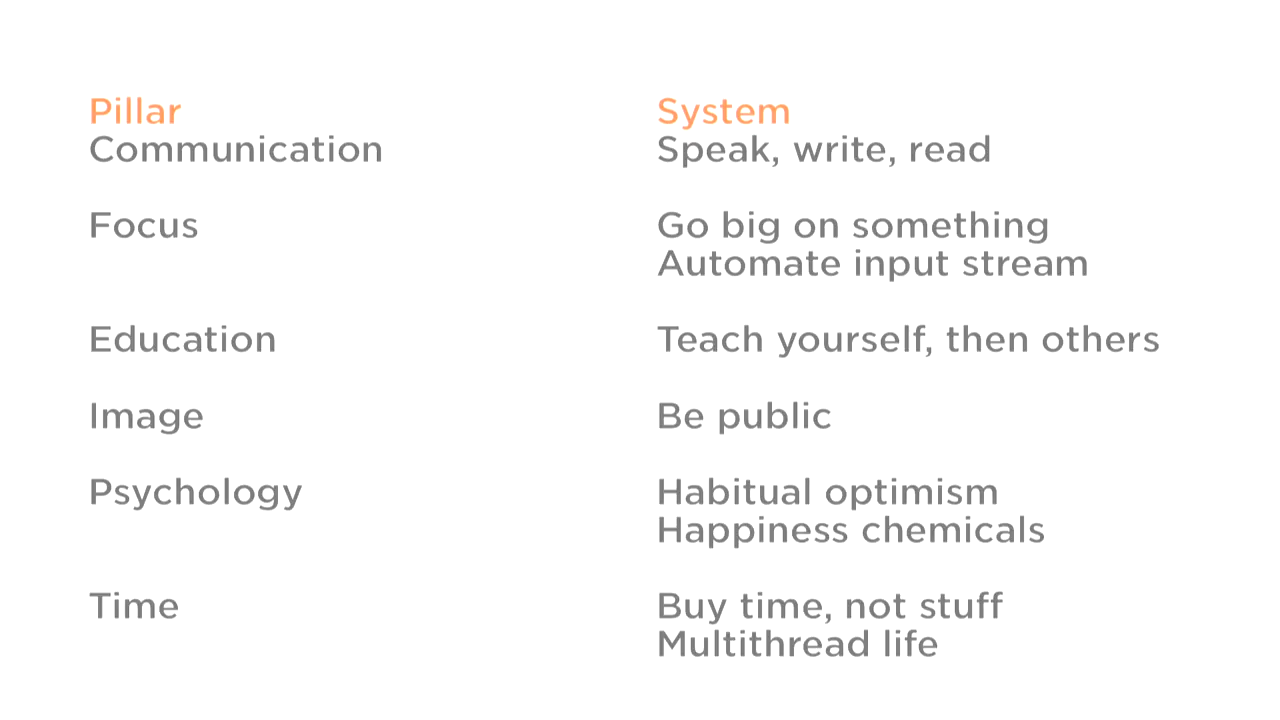 Pillar System
Communication Speak, write, read
Focus Go big on something
Automate input stream
Education Teach yourself, then others
Image Be public
Psychology Habitual optimism
Happiness chemicals
Time Buy time, not stuff
Multithread life